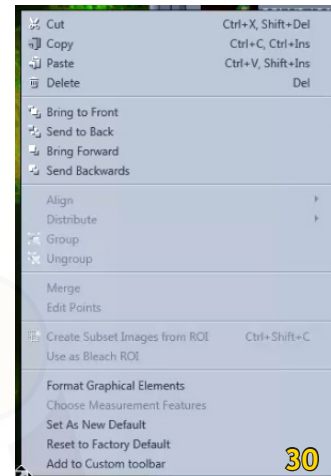 Cut Ctrl+X, Shift+Del
Copy Ctrl+C, Ctrl+Ins
Paste Ctrl+V, Shift+Ins
Delete Del
Bring to Front
Send to Back
Bring Forward
Send Backwards
Align
Distribute
Group
Ungroup
Merge
Edit Points
Create Subset Images from ROI Ctrl+Shift+C
Use as Bleach ROI
Format Graphical Elements
Choose Measurement Features
Set As New Default
Reset to Factory Default
Add to Custom toolbar
30